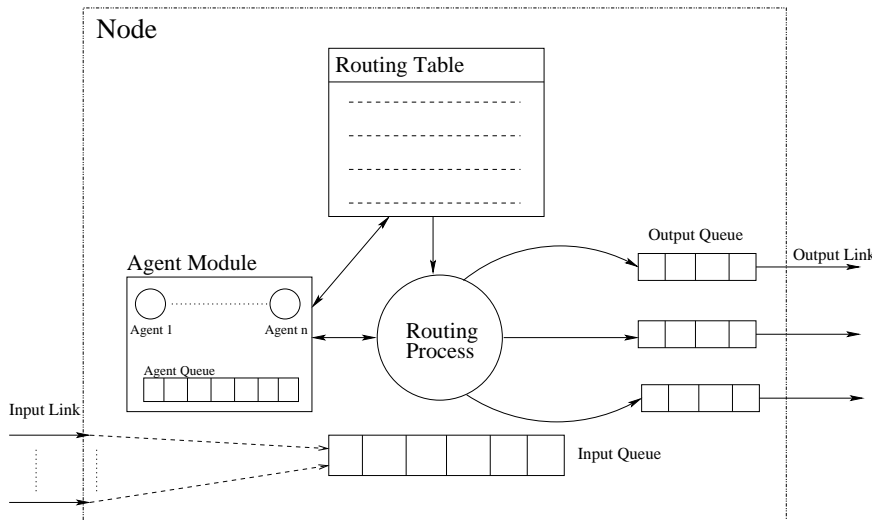 Node
Routing Table
Output Queue
Output Link
Agent Module
Agent 1
Agent n
Routing
Process
Agent Queue
Input Link
Input Queue